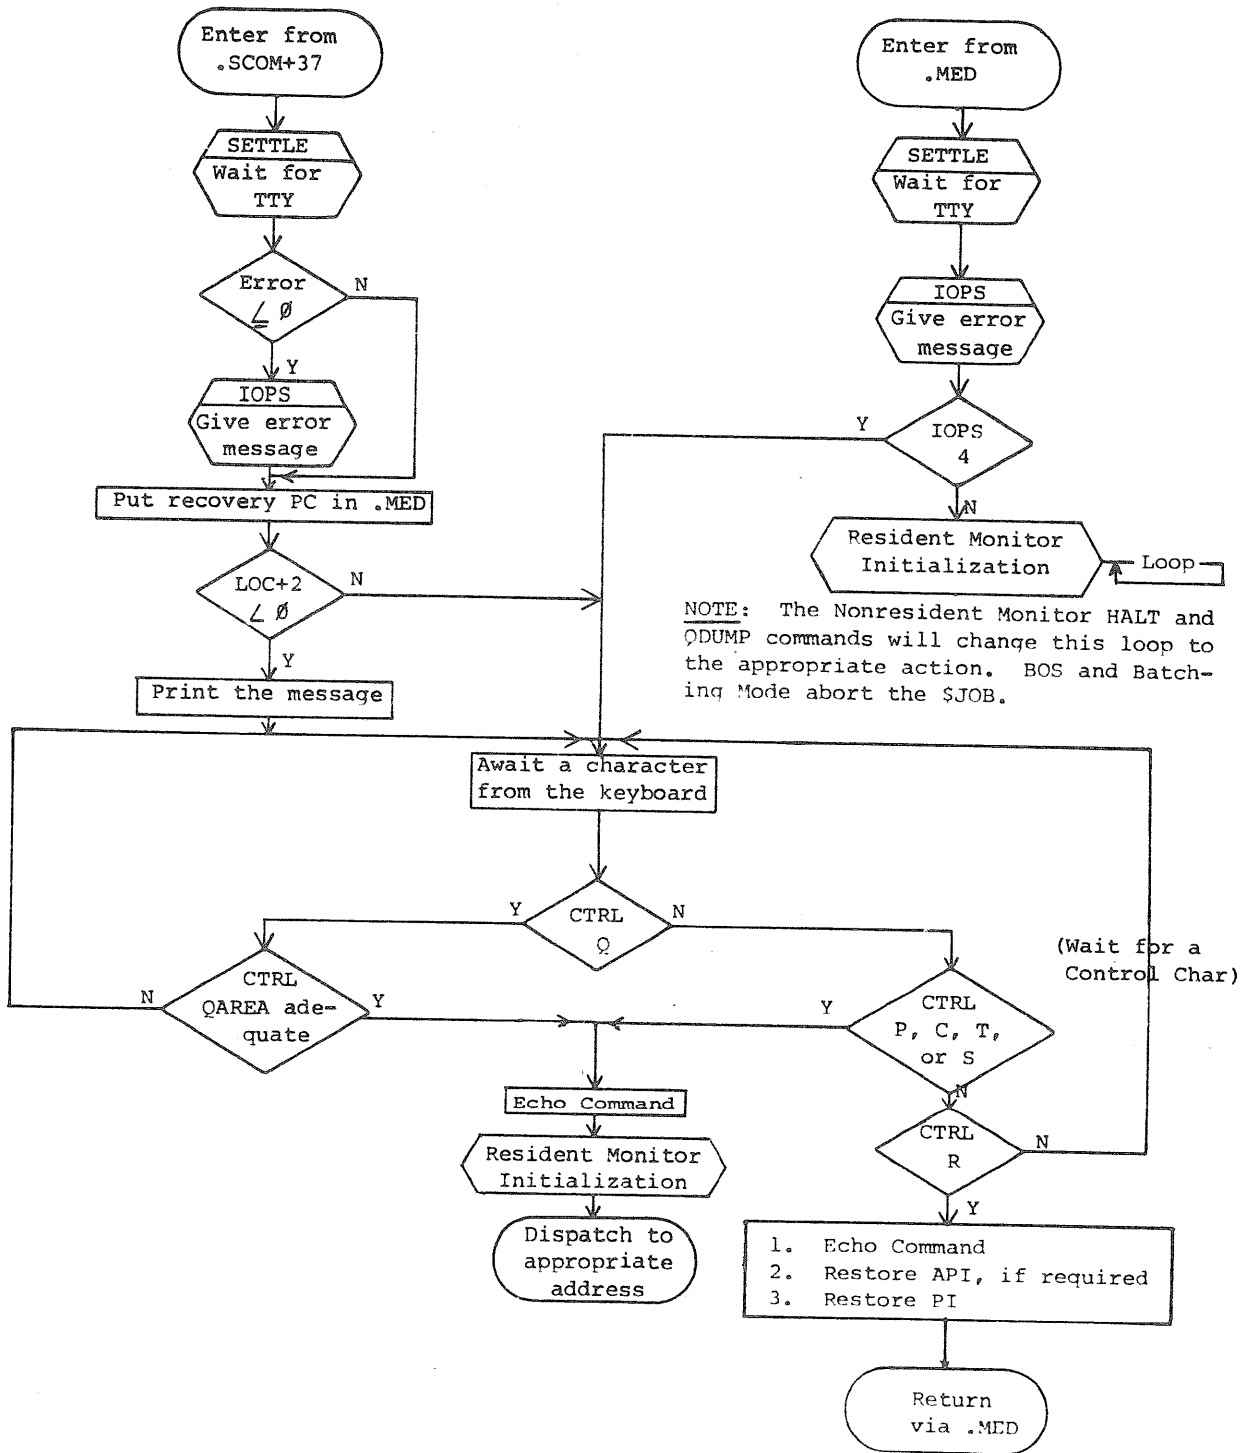 Enter from
.SCOM+37
SETTLE
Wait for
TTY
Error
≤ Ø
N
Y
IOPS
Give error
message
Put recovery PC in .MED
LOC+2
∠ Ø
N
Y
Print the message
Enter from
.MED
SETTLE
Wait for
TTY
IOPS
Give error
message
IOPS
4
Y
N
Resident Monitor
Initialization
Loop
NOTE: The Nonresident Monitor HALT and
QDUMP commands will change this loop to
the appropriate action. BOS and Batch-
ing Mode abort the $JOB.
Await a character
from the keyboard
CTRL
Q
Y
N
CTRL
QAREA ade-
quate
N
Y
(Wait for a
Control Char)
CTRL
P, C, T,
or S
Y
N
Echo Command
Resident Monitor
Initialization
Dispatch to
appropriate
address
CTRL
R
N
Y
1. Echo Command
2. Restore API, if required
3. Restore PI
Return
via .MED